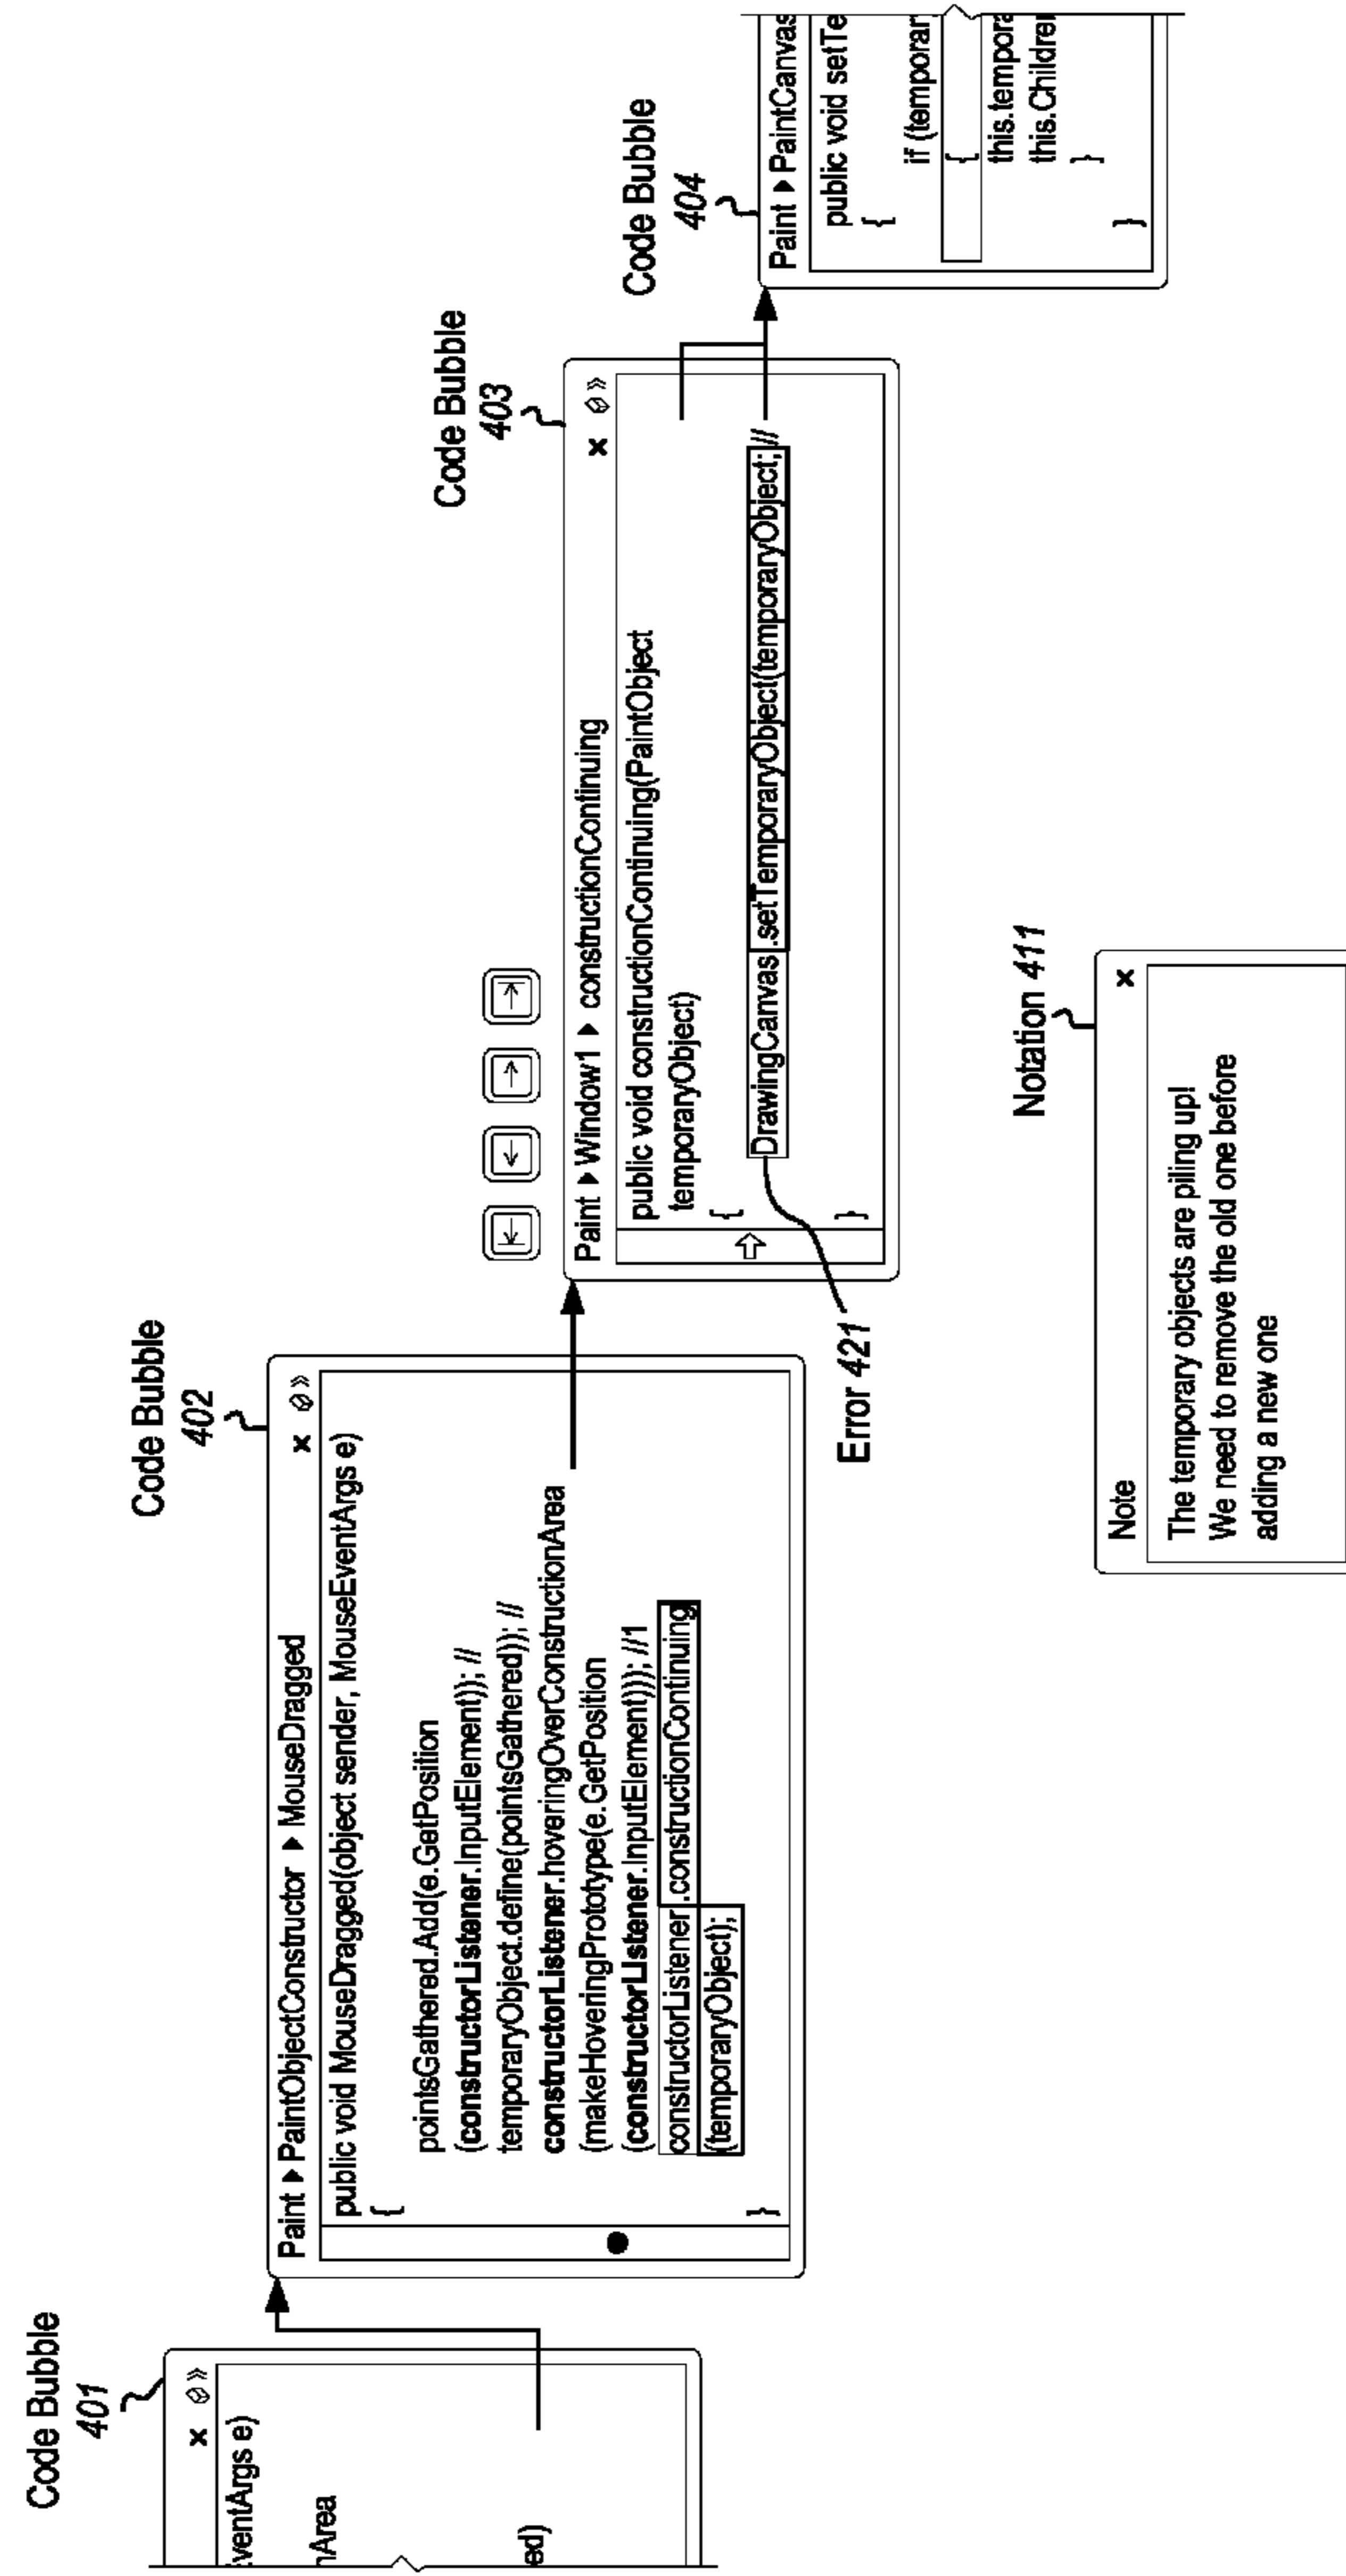 Code Bubble
401
:ventArgs e)
nArea
ed)
Code Bubble
402
Paint ▸ PaintObjectConstructor ▸ MouseDragged
public void MouseDragged(object sender, MouseEventArgs e)
{
pointsGathered.Add(e.GetPosition
(constructorListener.InputElement)); //
temporaryObject.define(pointsGathered)); //
constructorListener.hoveringOverConstructionArea
(makeHoveringPrototype(e.GetPosition
(constructorListener.InputElement))); //1
constructorListener.constructionContinuing
(temporaryObject);
}
Code Bubble
403
Paint ▸ Window1 ▸ constructionContinuing
public void constructionContinuing(PaintObject
temporaryObject)
{
DrawingCanvas.setTemporaryObject(temporaryObject; //
}
Error 421
Code Bubble
404
Paint ▸ PaintCanvas
public void setTe
{
if (temporar
{
this.tempora
this.Childrei
}
}
Notation 411
Note
The temporary objects are piling up!
We need to remove the old one before
adding a new one